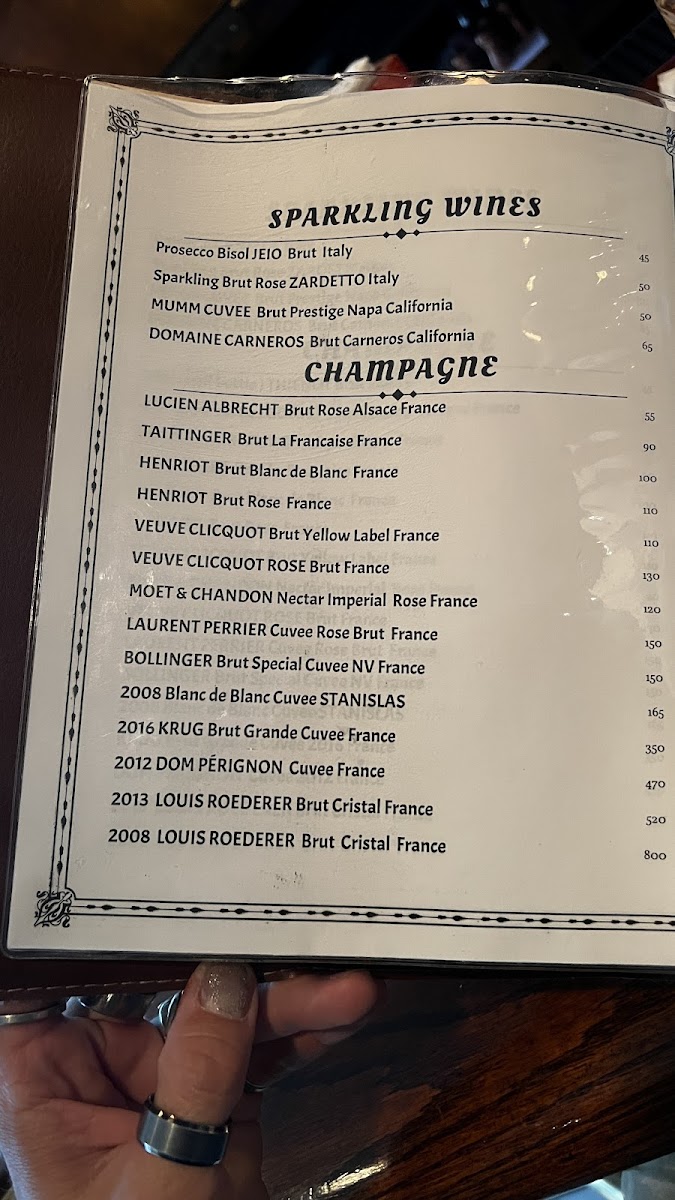 SPARKLING WINES
Prosecco Bisol JEIO Brut Italy 45
Sparkling Brut Rose ZARDETTO Italy 50
MUMM CUVEE Brut Prestige Napa California 50
DOMAINE CARNEROS Brut Carneros California 65
CHAMPAGNE
LUCIEN ALBRECHT Brut Rose Alsace France 55
TAITTINGER Brut La Francaise France 90
HENRIOT Brut Blanc de Blanc France 100
HENRIOT Brut Rose France 110
VEUVE CLICQUOT Brut Yellow Label France 110
VEUVE CLICQUOT ROSE Brut France 130
MOET & CHANDON Nectar Imperial Rose France 120
LAURENT PERRIER Cuvee Rose Brut France 150
BOLLINGER Brut Special Cuvee NV France 150
2008 Blanc de Blanc Cuvee STANISLAS 165
2016 KRUG Brut Grande Cuvee France 350
2012 DOM PÉRIGNON Cuvee France 470
2013 LOUIS ROEDERER Brut Cristal France 520
2008 LOUIS ROEDERER Brut Cristal France 800